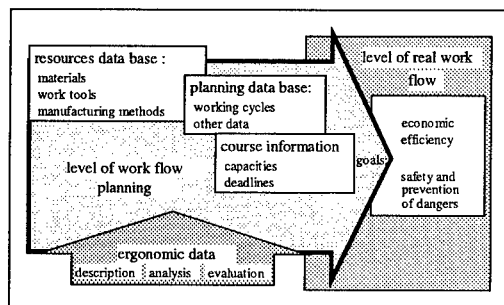 resources data base :
materials
work tools
manufacturing methods
planning data base:
working cycles
other data
course information
capacities
deadlines
level of work flow
planning
ergonomic data
description analysis evaluation
level of real work
flow
goals:
economic
efficiency
safety and
prevention
of dangers